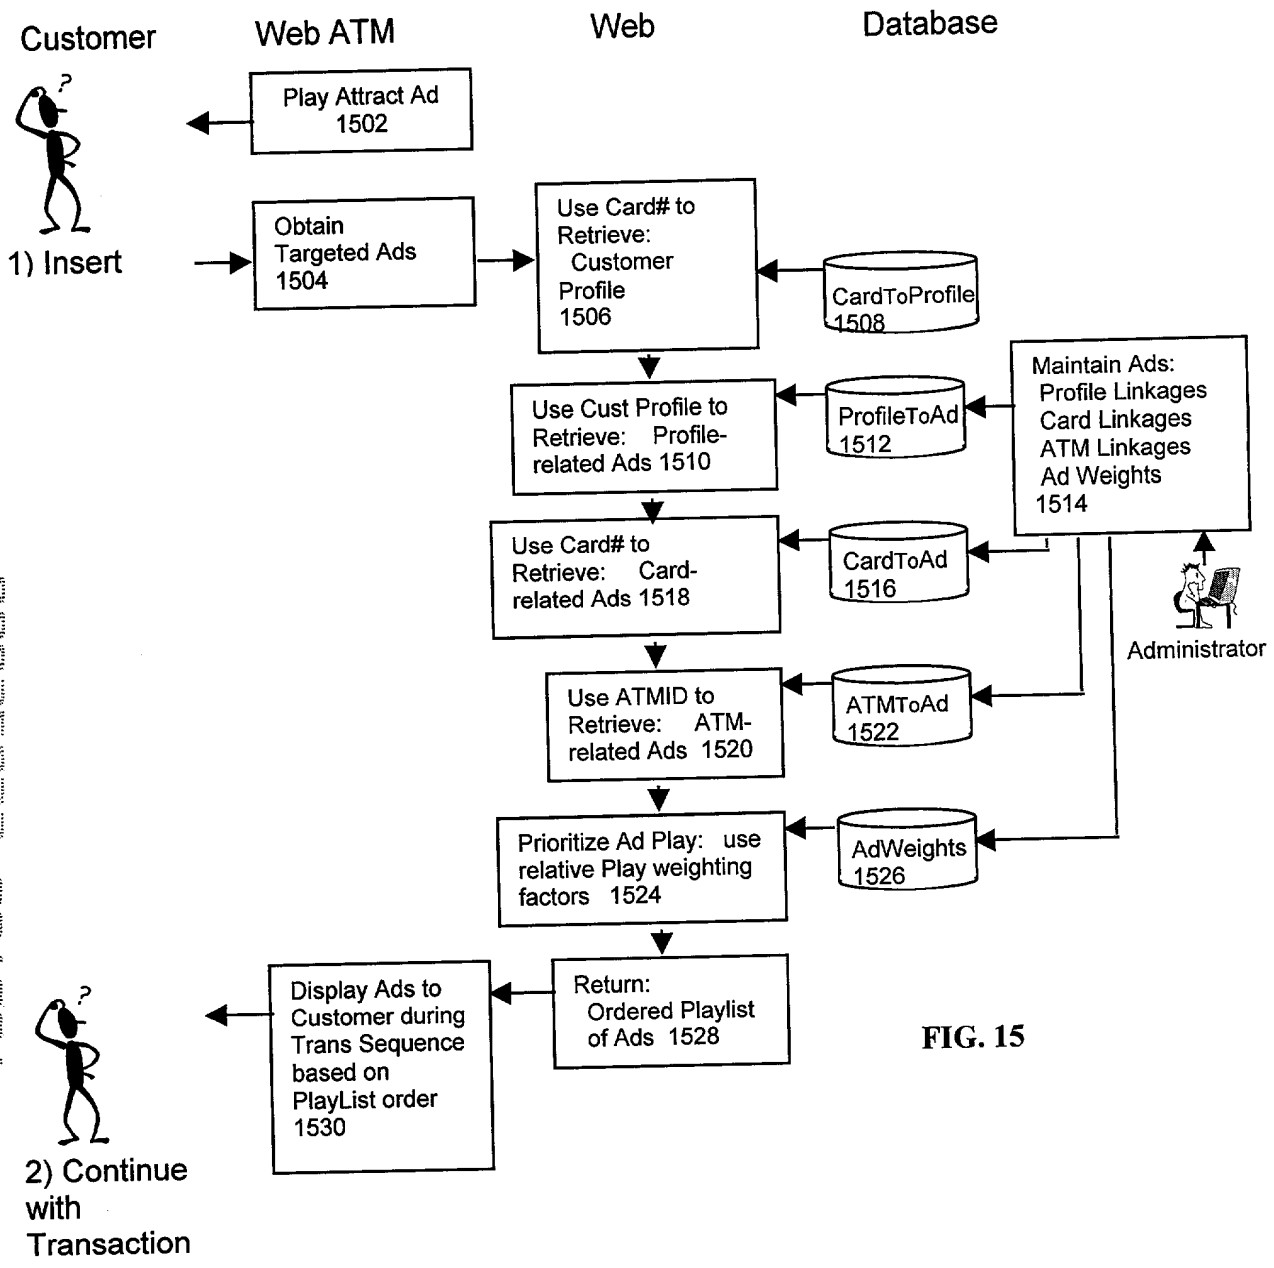 Customer
Web ATM
Web
Database
?
Play Attract Ad
1502
1) Insert
Obtain
Targeted Ads
1504
Use Card# to
Retrieve:
Customer
Profile
1506
CardToProfile
1508
Use Cust Profile to
Retrieve: Profile-
related Ads 1510
ProfileToAd
1512
Maintain Ads:
Profile Linkages
Card Linkages
ATM Linkages
Ad Weights
1514
Use Card# to
Retrieve: Card-
related Ads 1518
CardToAd
1516
Administrator
Use ATMID to
Retrieve: ATM-
related Ads 1520
ATMToAd
1522
Prioritize Ad Play: use
relative Play weighting
factors 1524
AdWeights
1526
Return:
Ordered Playlist
of Ads 1528
Display Ads to
Customer during
Trans Sequence
based on
PlayList order
1530
?
2) Continue
with
Transaction
FIG. 15